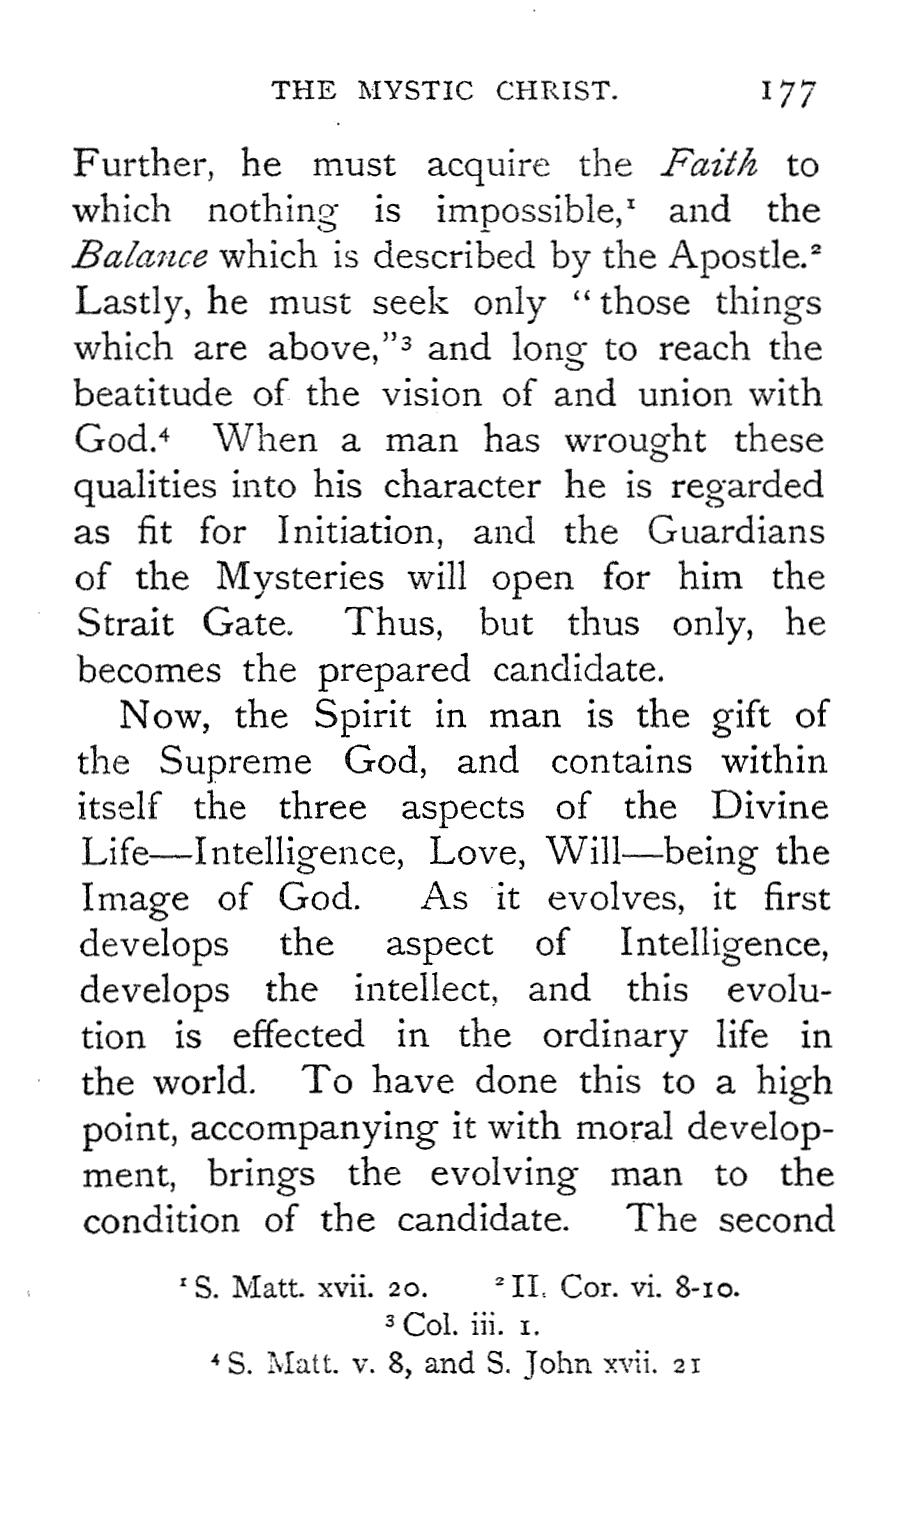 THE MYSTIC CHRIST. 177
Further, he must acquire the Faith to
which nothing is impossible,¹ and the
Balance which is described by the Apostle.²
Lastly, he must seek only “those things
which are above,”³ and long to reach the
beatitude of the vision of and union with
God.⁴ When a man has wrought these
qualities into his character he is regarded
as fit for Initiation, and the Guardians
of the Mysteries will open for him the
Strait Gate. Thus, but thus only, he
becomes the prepared candidate.
Now, the Spirit in man is the gift of
the Supreme God, and contains within
itself the three aspects of the Divine
Life—Intelligence, Love, Will—being the
Image of God. As it evolves, it first
develops the aspect of Intelligence,
develops the intellect, and this evolu-
tion is effected in the ordinary life in
the world. To have done this to a high
point, accompanying it with moral develop-
ment, brings the evolving man to the
condition of the candidate. The second
¹ S. Matt. xvii. 20. ² II. Cor. vi. 8-10.
³ Col. iii. 1.
⁴ S. Matt. v. 8, and S. John xvii. 21